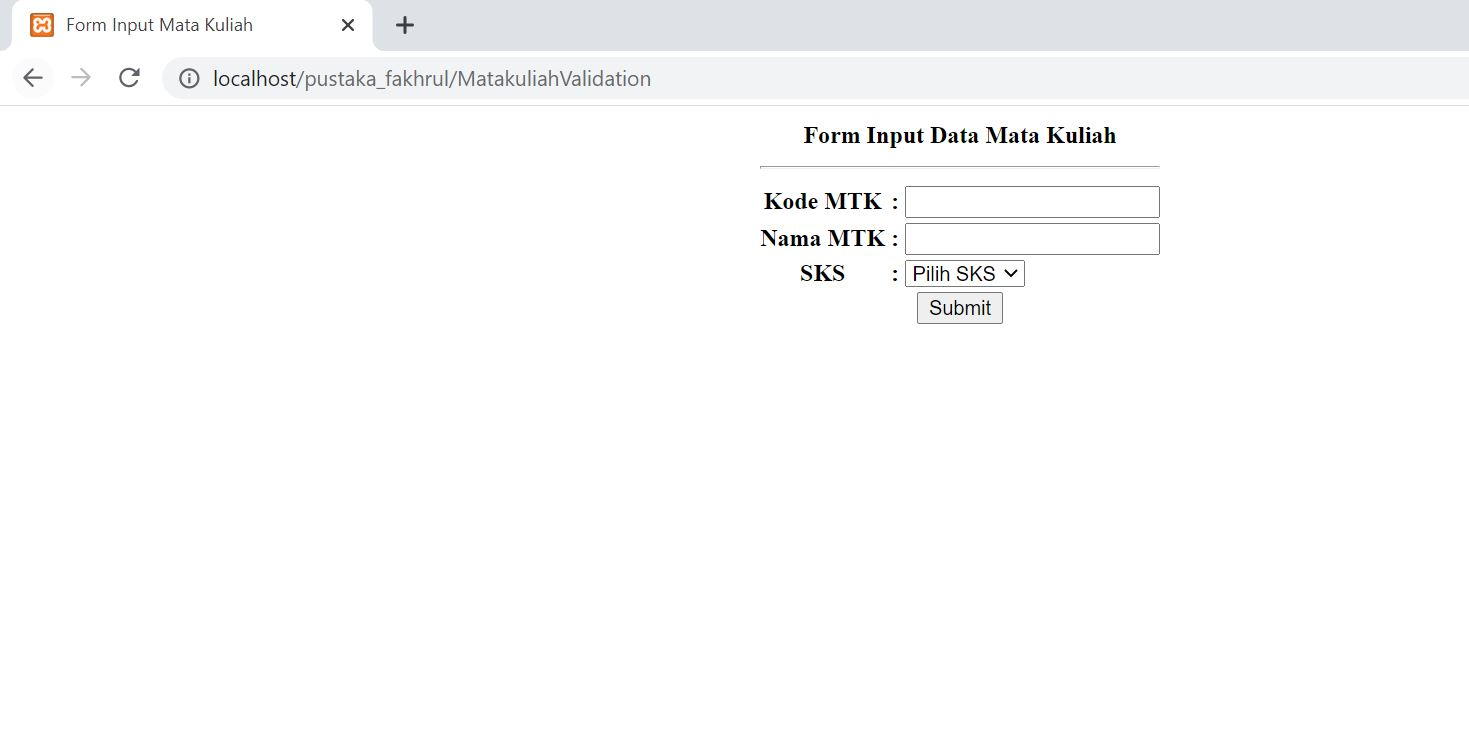 Form Input Mata Kuliah
localhost/pustaka_fakhrul/MatakuliahValidation
Form Input Data Mata Kuliah
Kode MTK :
Nama MTK :
SKS : Pilih SKS
Submit